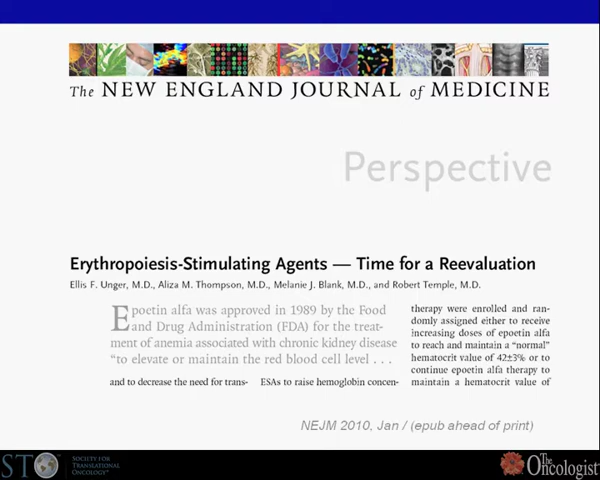 The NEW ENGLAND JOURNAL of MEDICINE
Perspective
Erythropoiesis-Stimulating Agents — Time for a Reevaluation
Ellis F. Unger, M.D., Aliza M. Thompson, M.D., Melanie J. Blank, M.D., and Robert Temple, M.D.
Epoetin alfa was approved in 1989 by the Food
and Drug Administration (FDA) for the treat-
ment of anemia associated with chronic kidney disease
“to elevate or maintain the red blood cell level . . .
and to decrease the need for trans-
ESAs to raise hemoglobin concen-
therapy were enrolled and ran-
domly assigned either to receive
increasing doses of epoetin alfa
to reach and maintain a “normal”
hematocrit value of 42±3% or to
continue epoetin alfa therapy to
maintain a hematocrit value of
NEJM 2010, Jan / (epub ahead of print)
STO
SOCIETY FOR
TRANSLATIONAL
ONCOLOGY
The
Oncologist